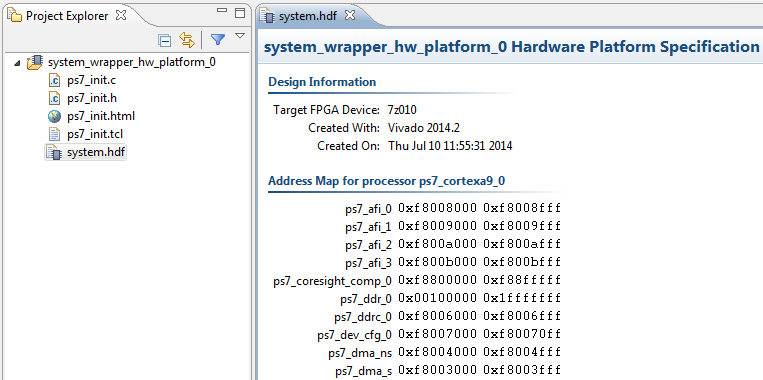 Project Explorer
system_wrapper_hw_platform_0
ps7_init.c
ps7_init.h
ps7_init.html
ps7_init.tcl
system.hdf
system.hdf
system_wrapper_hw_platform_0 Hardware Platform Specification
Design Information
Target FPGA Device: 7z010
Created With: Vivado 2014.2
Created On: Thu Jul 10 11:55:31 2014
Address Map for processor ps7_cortexa9_0
ps7_afi_0 0xf8008000 0xf8008fff
ps7_afi_1 0xf8009000 0xf8009fff
ps7_afi_2 0xf800a000 0xf800afff
ps7_afi_3 0xf800b000 0xf800bfff
ps7_coresight_comp_0 0xf8800000 0xf88fffff
ps7_ddr_0 0x00100000 0x1fffffff
ps7_ddrc_0 0xf8006000 0xf8006fff
ps7_dev_cfg_0 0xf8007000 0xf80070ff
ps7_dma_ns 0xf8004000 0xf8004fff
ps7_dma_s 0xf8003000 0xf8003fff